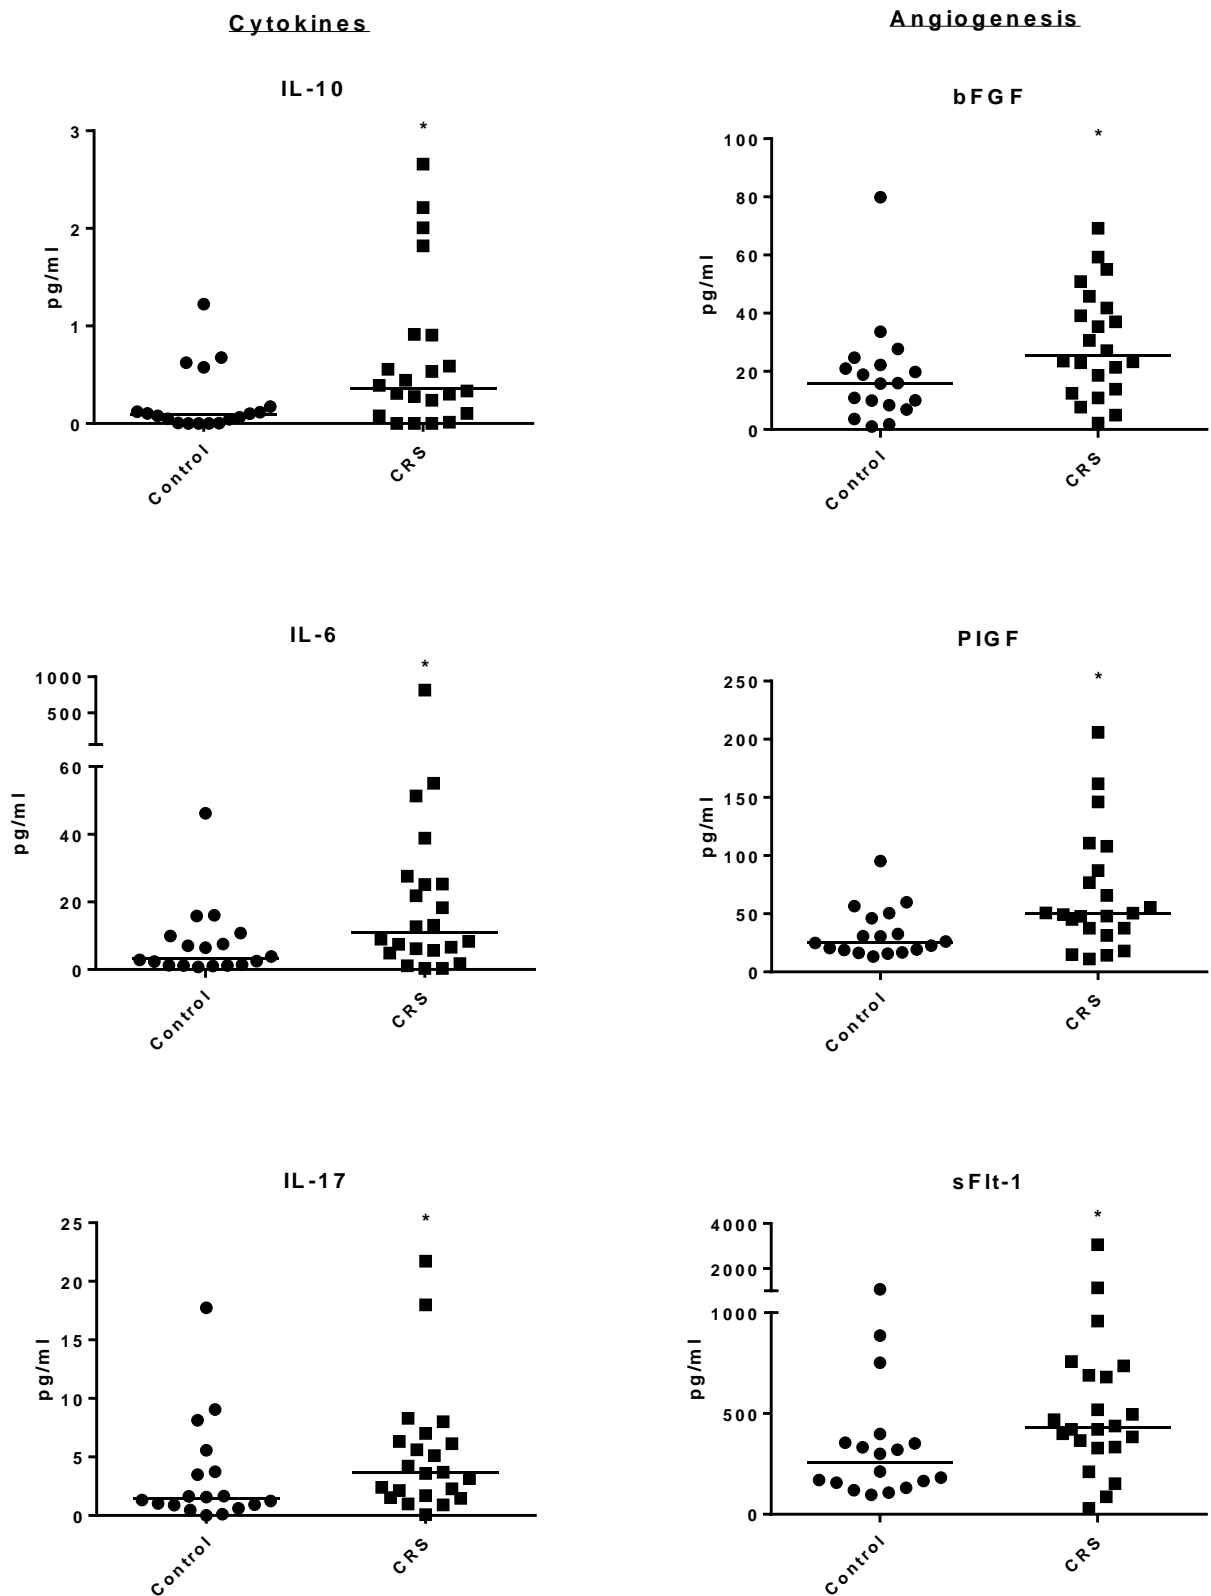 Cytokines
Angiogenesis
IL-10
*
3
2
1
0
pg/ml
Control
CRS
bFGF
*
100
80
60
40
20
0
pg/ml
Control
CRS
IL-6
*
1000
500
60
40
20
0
pg/ml
Control
CRS
PlGF
*
250
200
150
100
50
0
pg/ml
Control
CRS
IL-17
*
25
20
15
10
5
0
pg/ml
Control
CRS
sFlt-1
*
4000
2000
1000
500
0
pg/ml
Control
CRS